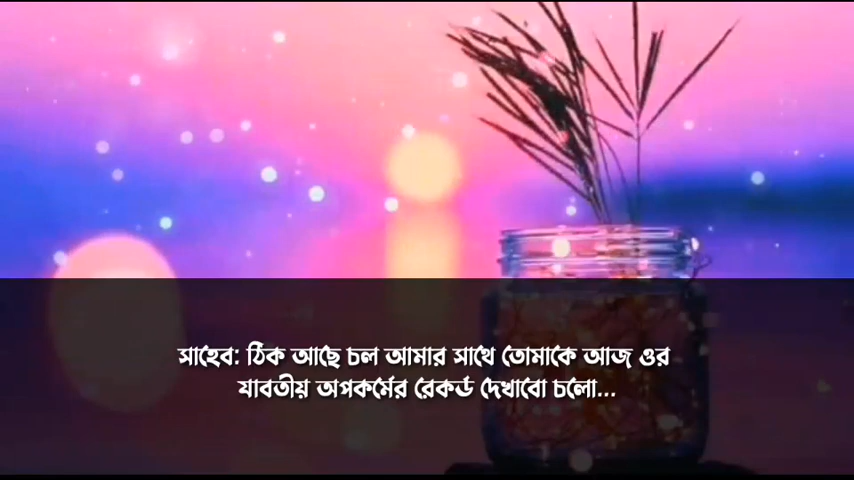 সাহেব: ঠিক আছে চল আমার সাথে তোমাকে আজ ওর
যাবতীয় অপকর্মের রেকর্ড দেখাবো চলো...